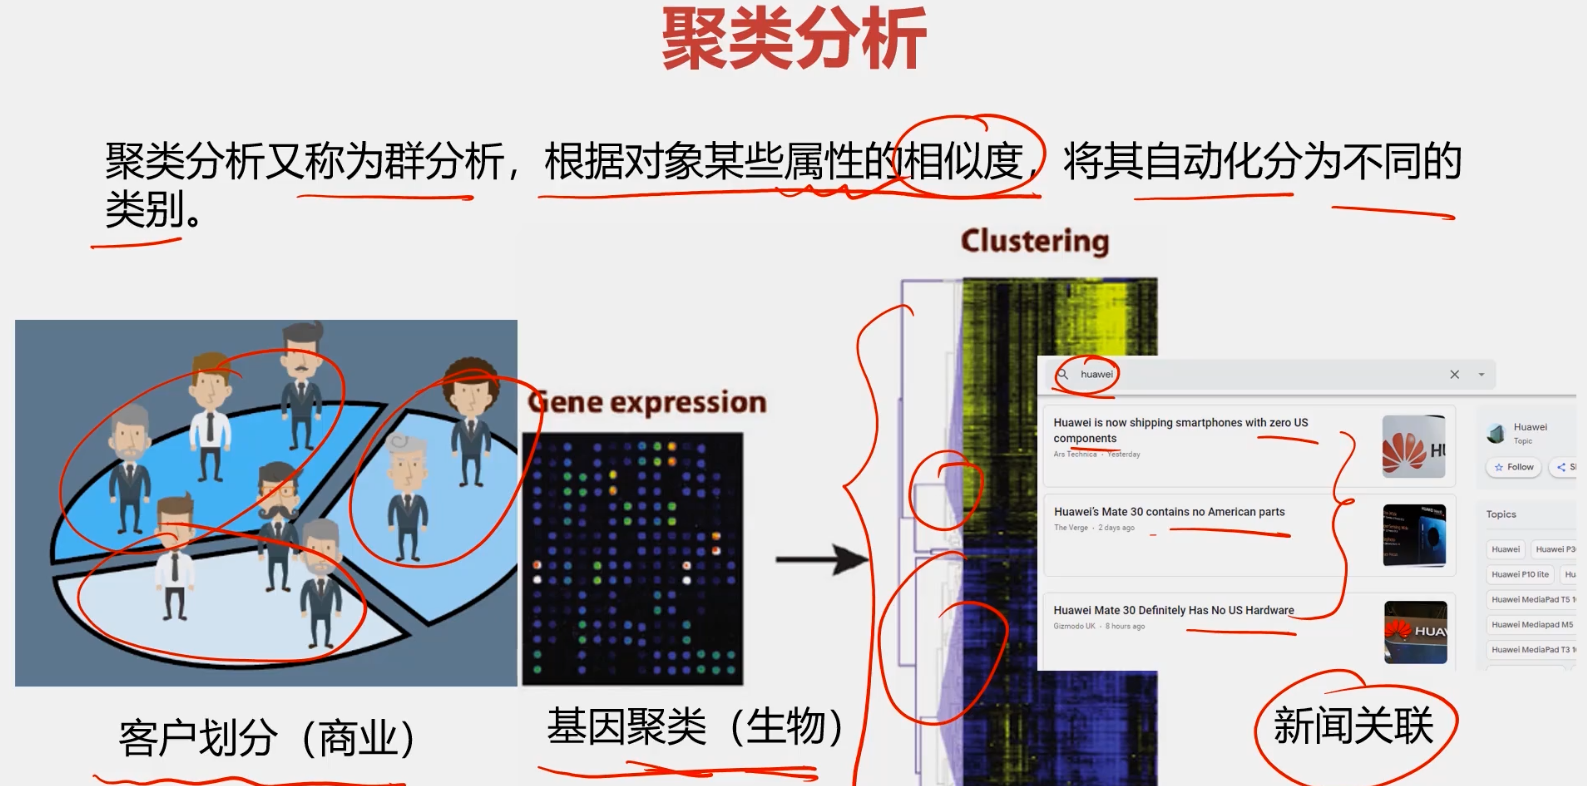 聚类分析
聚类分析又称为群分析，根据对象某些属性的相似度，将其自动化分为不同的
类别。
Clustering
Gene expression
huawei
Huawei is now shipping smartphones with zero US
components
Ars Technica · Yesterday
Huawei's Mate 30 contains no American parts
The Verge · 2 days ago
Huawei Mate 30 Definitely Has No US Hardware
Gizmodo UK · 8 hours ago
HUA
Huawei
Topic
Follow
Topics
Huawei
Huawei P3
Huawei P10 lite
Hu
Huawei MediaPad T5 1
Huawei Mediapad M5
Huawei MediaPad T3 1
客户划分（商业）
基因聚类（生物）
新闻关联